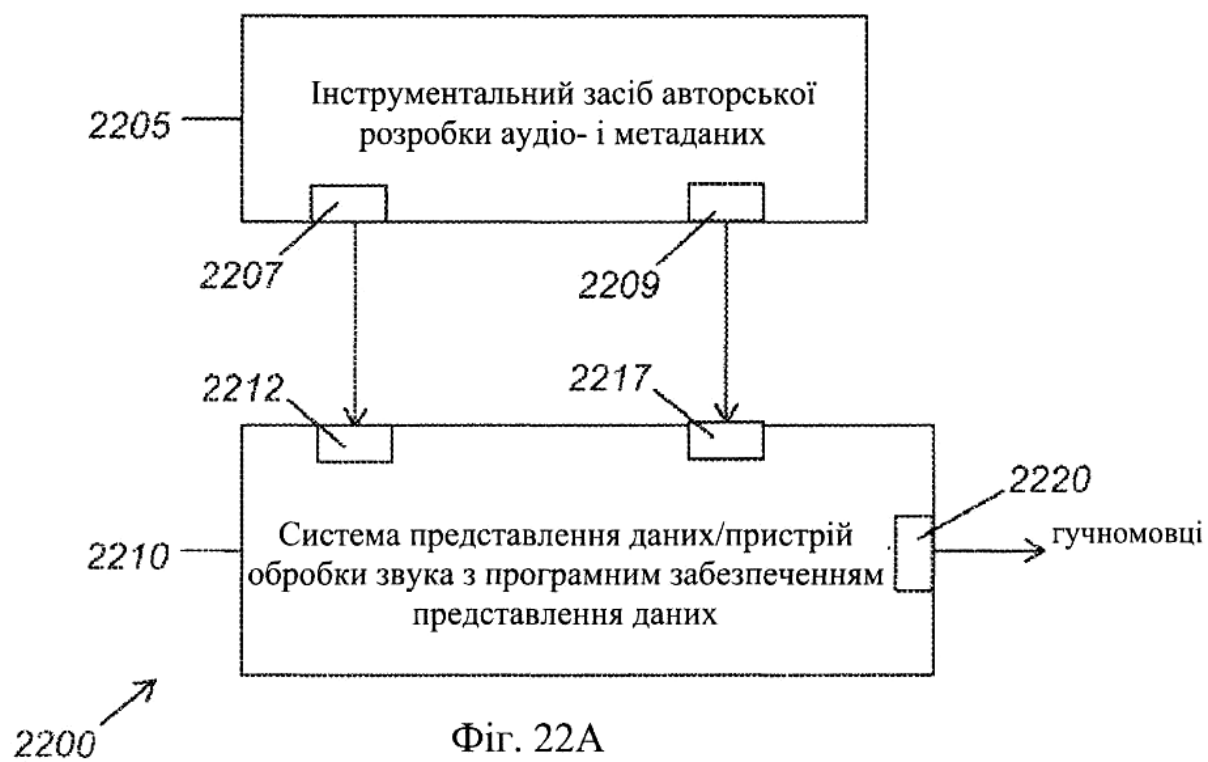 Інструментальний засіб авторської
розробки аудіо- і метаданих
2205
2207
2209
2212
2217
2220
гучномовці
Система представлення даних/пристрій
обробки звука з програмним забезпеченням
представлення даних
2210
2200
Фіг. 22А